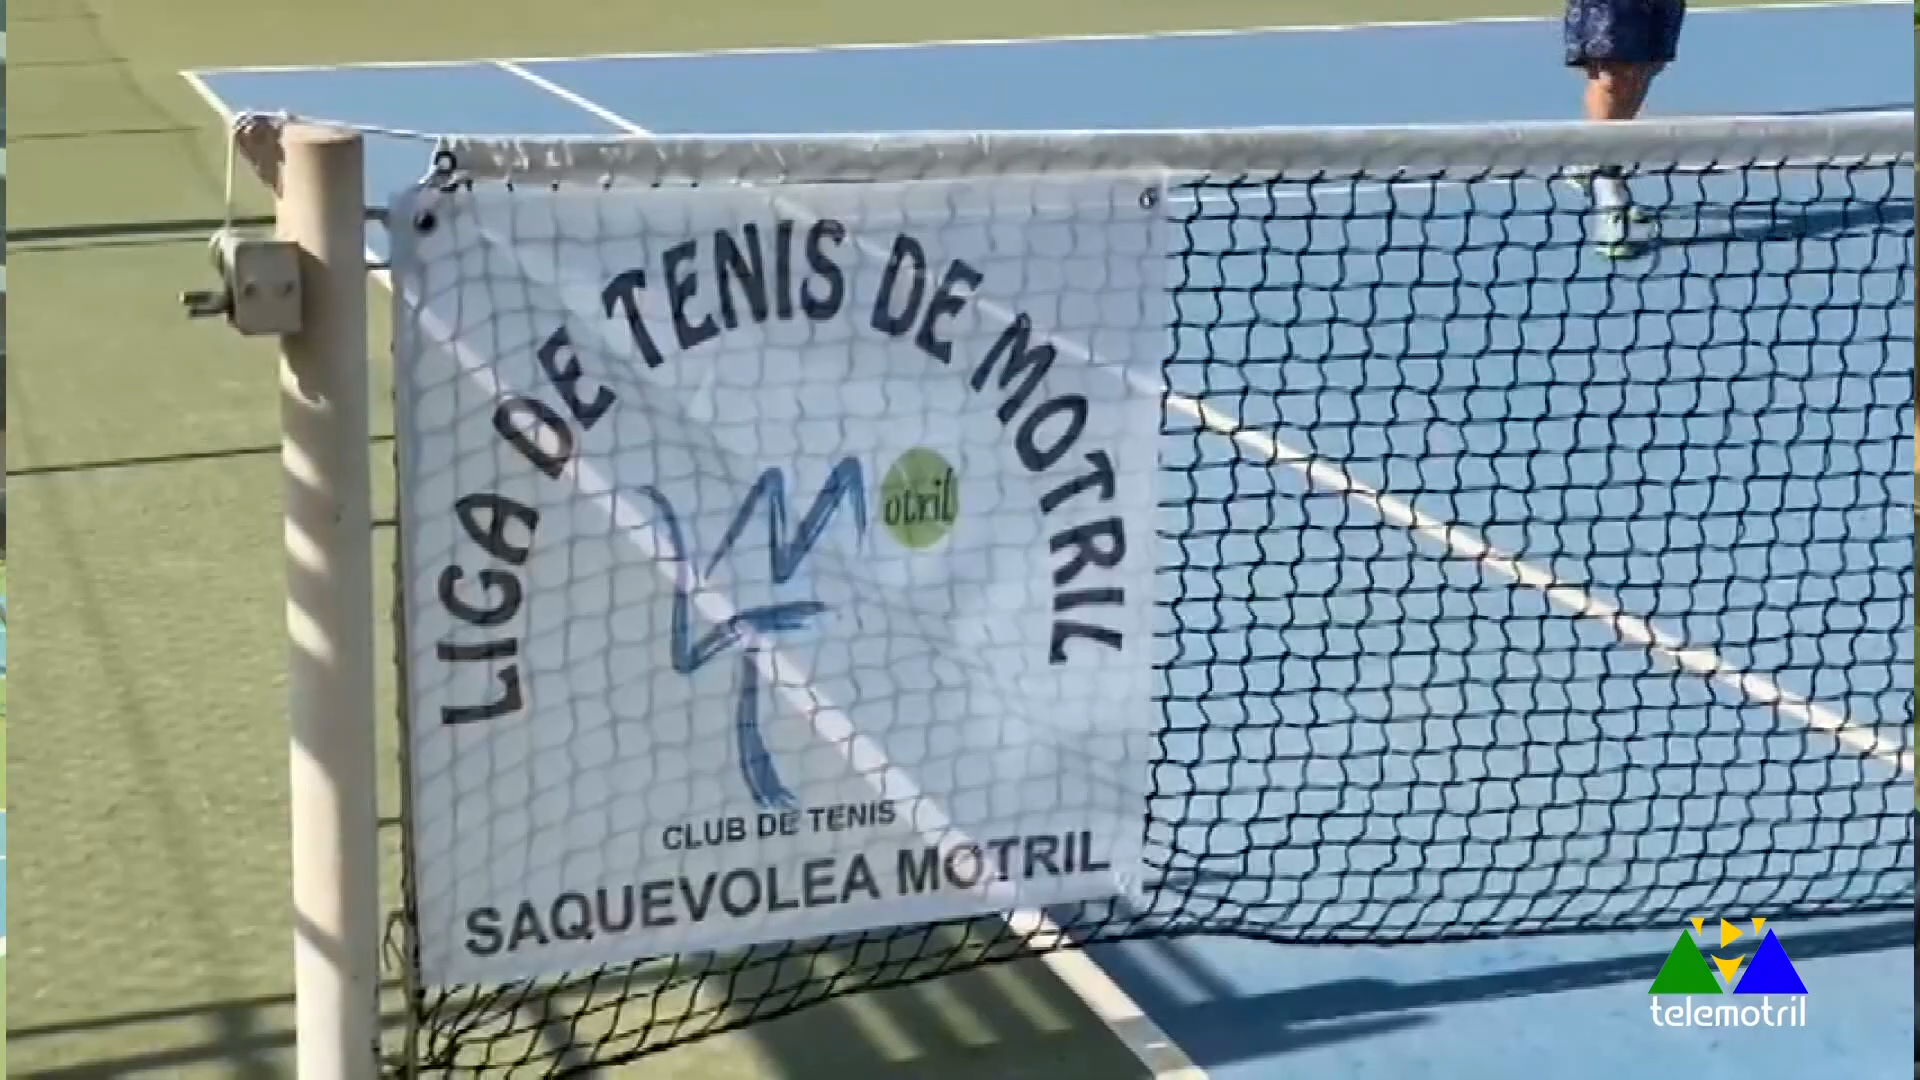 LIGA DE TENIS DE MOTRIL
M
otril
CLUB DE TENIS
SAQUEVOLEA MOTRIL
telemotril